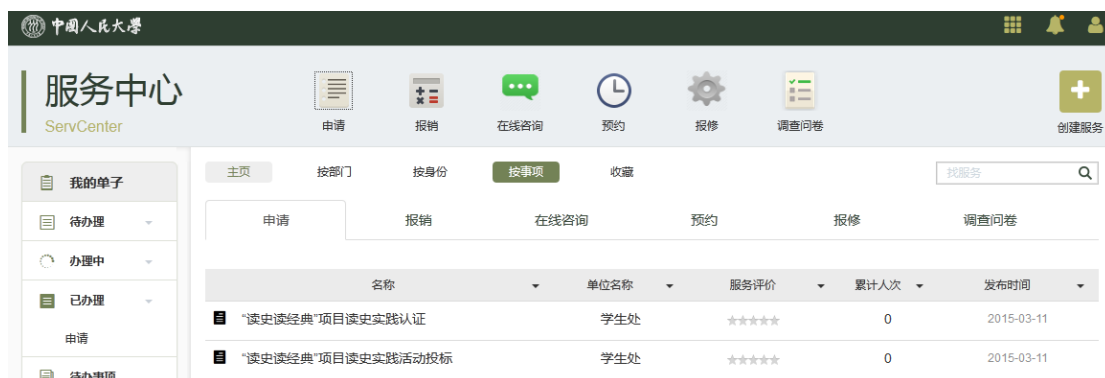 中国人民大学
服务中心
ServCenter
申请 报销 在线咨询 预约 报修 调查问卷
创建服务
我的单子
待办理
办理中
已办理
申请
待办事项
主页 按部门 按身份 按事项 收藏
找服务
申请 报销 在线咨询 预约 报修 调查问卷
名称 单位名称 服务评价 累计人次 发布时间
“读史读经典”项目读史实践认证 学生处 0 2015-03-11
“读史读经典”项目读史实践活动投标 学生处 0 2015-03-11